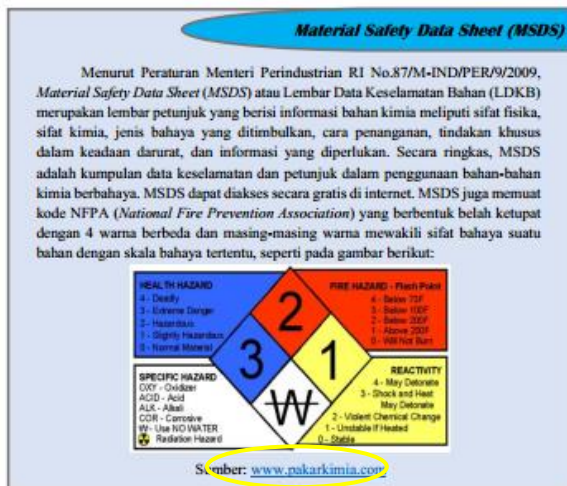 Material Safety Data Sheet (MSDS)
Menurut Peraturan Menteri Perindustrian RI No.87/M-IND/PER/9/2009,
Material Safety Data Sheet (MSDS) atau Lembar Data Keselamatan Bahan (LDKB)
merupakan lembar petunjuk yang berisi informasi bahan kimia meliputi sifat fisika,
sifat kimia, jenis bahaya yang ditimbulkan, cara penanganan, tindakan khusus
dalam keadaan darurat, dan informasi yang diperlukan. Secara ringkas, MSDS
adalah kumpulan data keselamatan dan petunjuk dalam penggunaan bahan-bahan
kimia berbahaya. MSDS dapat diakses secara gratis di internet. MSDS juga memuat
kode NFPA (National Fire Prevention Association) yang berbentuk belah ketupat
dengan 4 warna berbeda dan masing-masing warna mewakili sifat bahaya suatu
bahan dengan skala bahaya tertentu, seperti pada gambar berikut:
HEALTH HAZARD
4 - Deadly
3 - Extreme Danger
2 - Hazardous
1 - Slightly Hazardous
0 - Normal Material
FIRE HAZARD - Flash Point
4 - Below 73F
3 - Below 100F
2 - Below 200F
1 - Above 200F
0 - Will Not Burn
2
3
1
W
SPECIFIC HAZARD
OXY - Oxidizer
ACID - Acid
ALK - Alkali
COR - Corrosive
W - Use NO WATER
Radiation Hazard
REACTIVITY
4 - May Detonate
3 - Shock and Heat
May Detonate
2 - Violent Chemical Change
1 - Unstable If Heated
0 - Stable
Sumber: www.pakarkimia.com